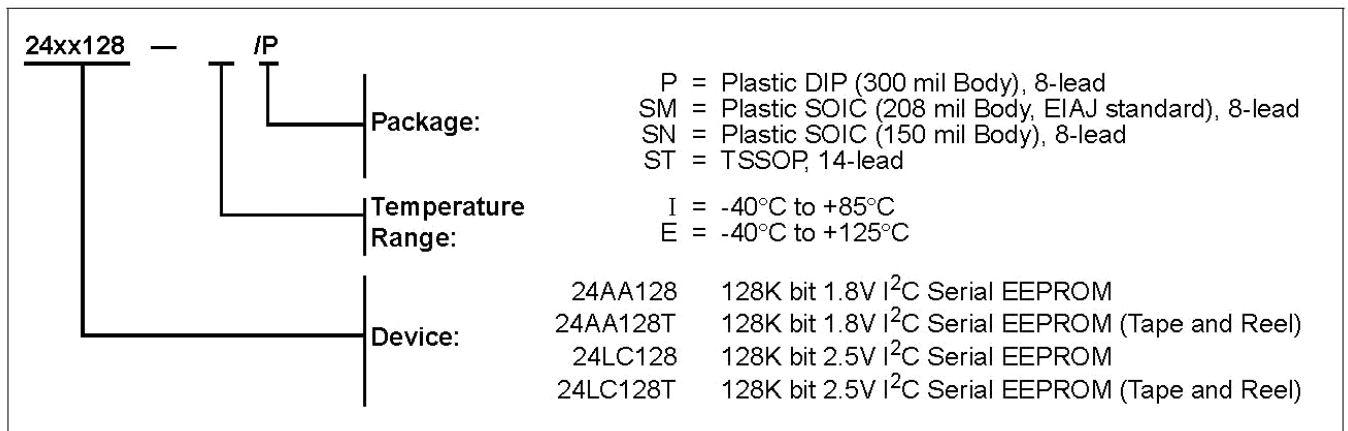 24xx128 — /P
Package:
P = Plastic DIP (300 mil Body), 8-lead
SM = Plastic SOIC (208 mil Body, EIAJ standard), 8-lead
SN = Plastic SOIC (150 mil Body), 8-lead
ST = TSSOP, 14-lead
Temperature
Range:
I = -40°C to +85°C
E = -40°C to +125°C
Device:
24AA128 128K bit 1.8V I²C Serial EEPROM
24AA128T 128K bit 1.8V I²C Serial EEPROM (Tape and Reel)
24LC128 128K bit 2.5V I²C Serial EEPROM
24LC128T 128K bit 2.5V I²C Serial EEPROM (Tape and Reel)